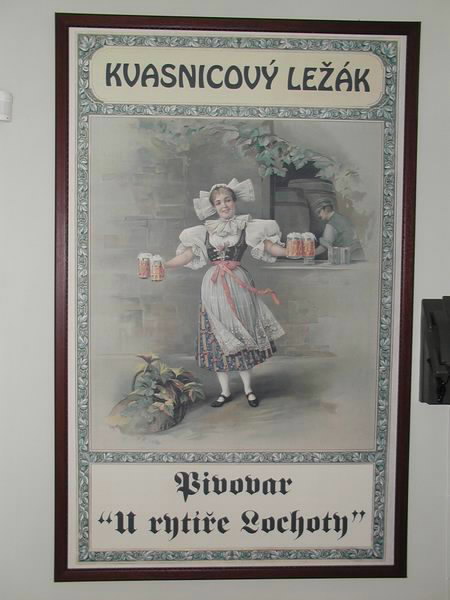 KVASNICOVÝ LEŽÁK
Pivovar
"U rytíře Lochoty"